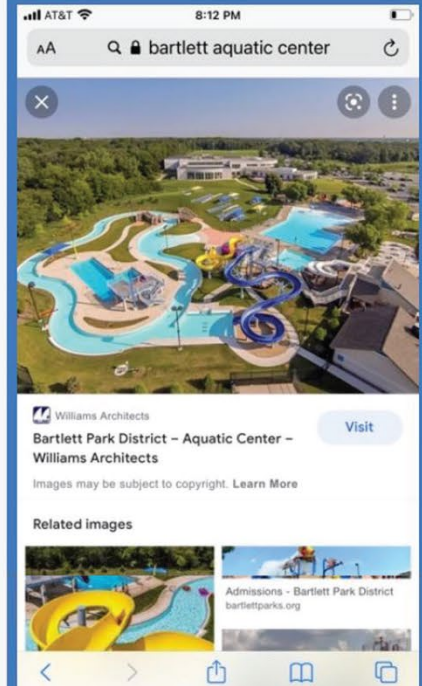 AT&T 8:12 PM
AA bartlett aquatic center
Williams Architects
Bartlett Park District – Aquatic Center –
Williams Architects
Visit
Images may be subject to copyright. Learn More
Related images
Admissions - Bartlett Park District
bartlettparks.org